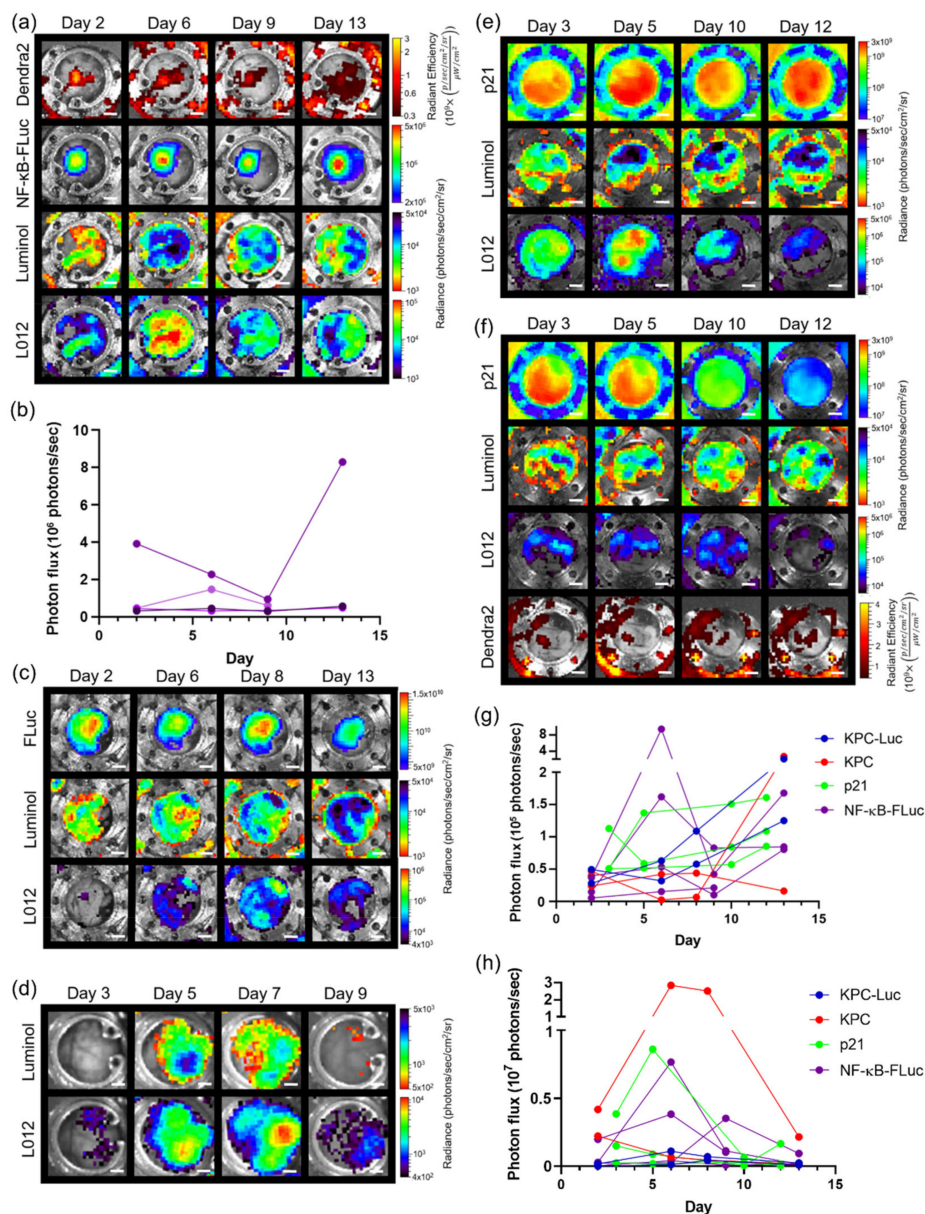 (a)
Day 2 Day 6 Day 9 Day 13
Dendra2
3
1
0.3
Radiant Efficiency
(10⁹× (p/sec/cm²/sr / μW/cm²))
NF-κB-FLuc
5x10⁶
10⁶
2x10⁵
Luminol
5x10⁴
10⁴
10³
Radiance (photons/sec/cm²/sr)
L012
10⁵
10⁴
10³
(b)
Photon flux (10⁶ photons/sec)
10
8
6
4
2
0
0 5 10 15
Day
(c)
Day 2 Day 6 Day 8 Day 13
FLuc
1.5x10¹⁰
10¹⁰
5x10⁹
Luminol
5x10⁴
10⁴
10³
L012
10⁵
10⁴
4x10³
Radiance (photons/sec/cm²/sr)
(d)
Day 3 Day 5 Day 7 Day 9
Luminol
5x10³
10³
5x10²
L012
10⁴
10³
4x10²
Radiance (photons/sec/cm²/sr)
(e)
Day 3 Day 5 Day 10 Day 12
p21
3x10⁹
10⁸
10⁷
Luminol
5x10⁴
10⁴
10³
L012
5x10⁶
10⁶
10⁵
10⁴
Radiance (photons/sec/cm²/sr)
(f)
Day 3 Day 5 Day 10 Day 12
p21
3x10⁹
10⁹
10⁸
10⁷
Luminol
5x10⁴
10⁴
10³
L012
5x10⁶
10⁶
10⁵
10⁴
Radiance (photons/sec/cm²/sr)
Dendra2
4
3
2
1
Radiant Efficiency
(10⁹× (p/sec/cm²/sr / μW/cm²))
(g)
Photon flux (10⁵ photons/sec)
8
6
4
2
2
1.5
1
0.5
0
0 5 10 15
Day
KPC-Luc
KPC
p21
NF-κB-FLuc
(h)
Photon flux (10⁷ photons/sec)
3
2
1
1
0.5
0
0 5 10 15
Day
KPC-Luc
KPC
p21
NF-κB-FLuc